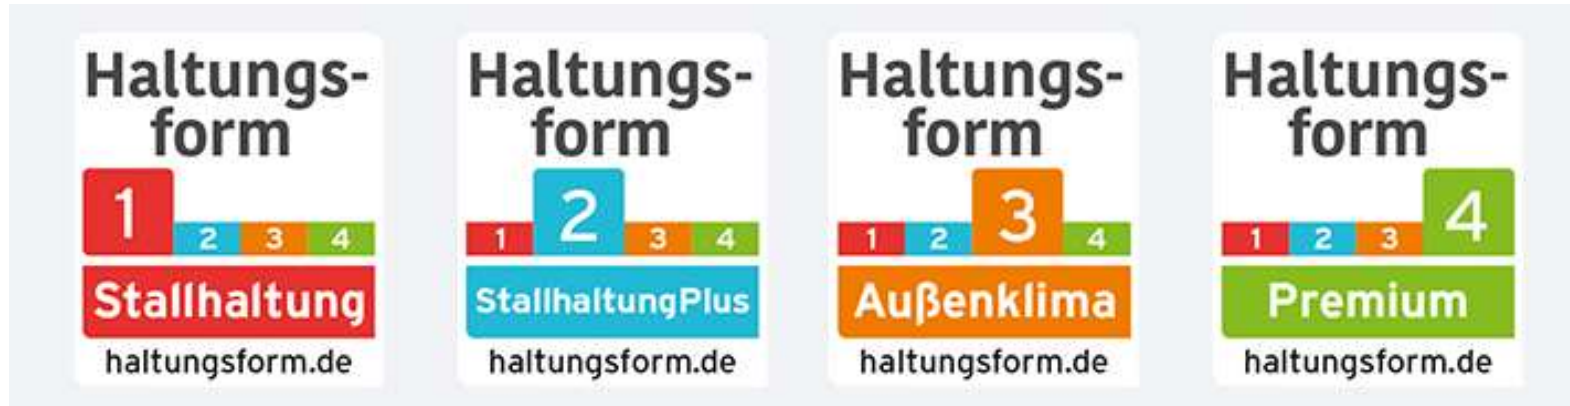 Haltungs-
form
1 2 3 4
Stallhaltung
haltungsform.de
Haltungs-
form
1 2 3 4
StallhaltungPlus
haltungsform.de
Haltungs-
form
1 2 3 4
Außenklima
haltungsform.de
Haltungs-
form
1 2 3 4
Premium
haltungsform.de